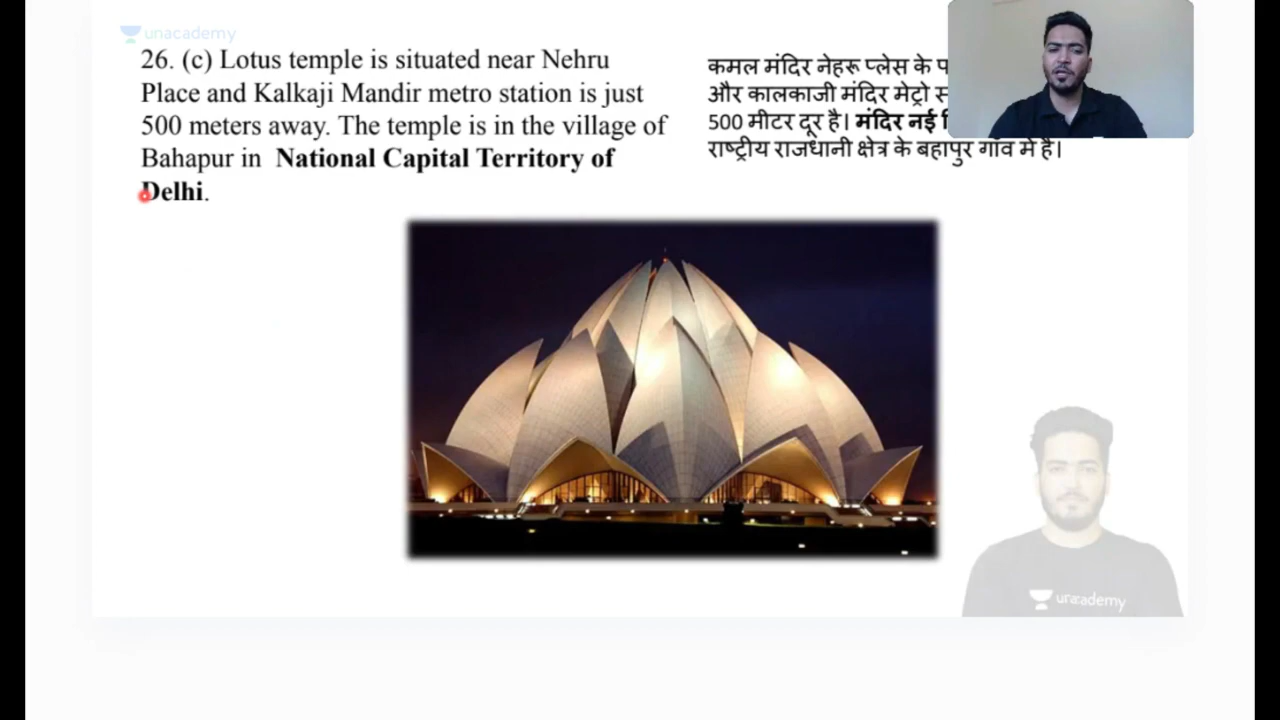 unacademy
26. (c) Lotus temple is situated near Nehru
Place and Kalkaji Mandir metro station is just
500 meters away. The temple is in the village of
Bahapur in National Capital Territory of
Delhi.
कमल मंदिर नेहरू प्लेस के
और कालकाजी मंदिर मेट्रो
500 मीटर दूर है। मंदिर नई
राष्ट्रीय राजधानी क्षेत्र के बहापुर गाँव में है।
unacademy